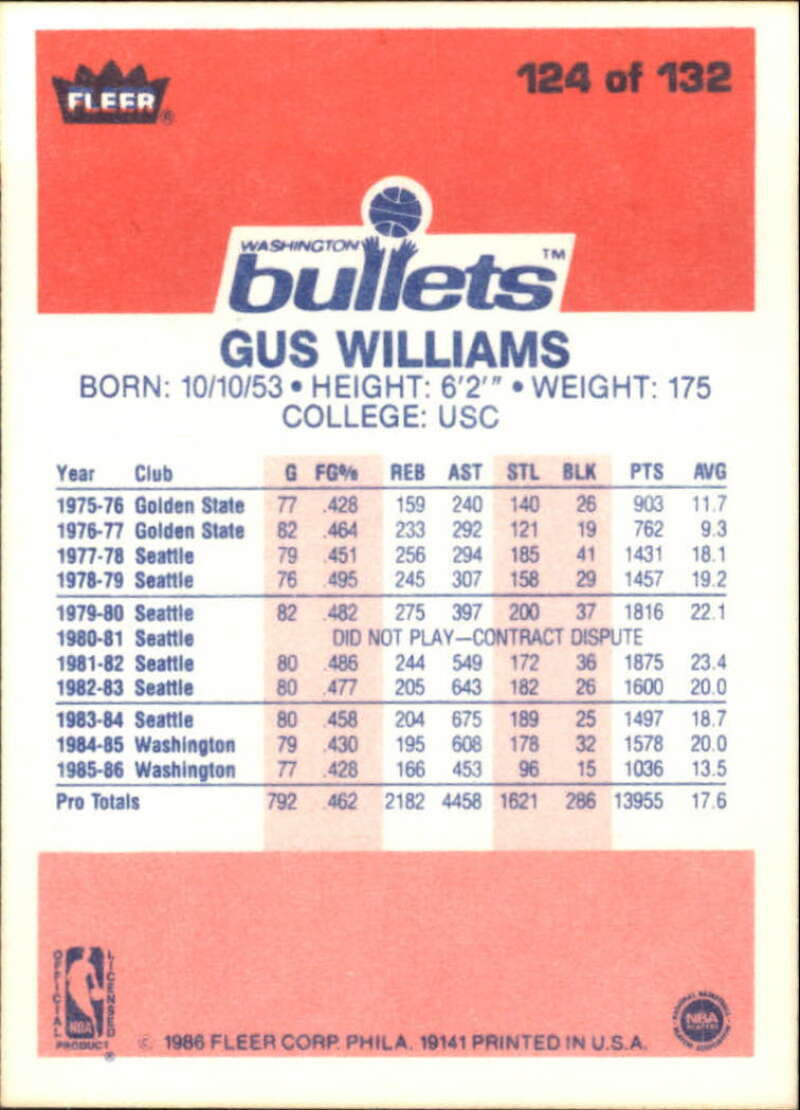 FLEER®
124 of 132
WASHINGTON
bullets™
GUS WILLIAMS
BORN: 10/10/53 • HEIGHT: 6'2'" • WEIGHT: 175
COLLEGE: USC
Year Club G FG% REB AST STL BLK PTS AVG
1975-76 Golden State 77 .428 159 240 140 26 903 11.7
1976-77 Golden State 82 .464 233 292 121 19 762 9.3
1977-78 Seattle 79 .451 256 294 185 41 1431 18.1
1978-79 Seattle 76 .495 245 307 158 29 1457 19.2
1979-80 Seattle 82 .482 275 397 200 37 1816 22.1
1980-81 Seattle DID NOT PLAY—CONTRACT DISPUTE
1981-82 Seattle 80 .486 244 549 172 36 1875 23.4
1982-83 Seattle 80 .477 205 643 182 26 1600 20.0
1983-84 Seattle 80 .458 204 675 189 25 1497 18.7
1984-85 Washington 79 .430 195 608 178 32 1578 20.0
1985-86 Washington 77 .428 166 453 96 15 1036 13.5
Pro Totals 792 .462 2182 4458 1621 286 13955 17.6
OFFICIAL
LICENSED
NBA
PRODUCT®
© 1986 FLEER CORP. PHILA. 19141 PRINTED IN U.S.A.
NATIONAL BASKETBALL
NBA
PLAYERS
ASSOCIATION